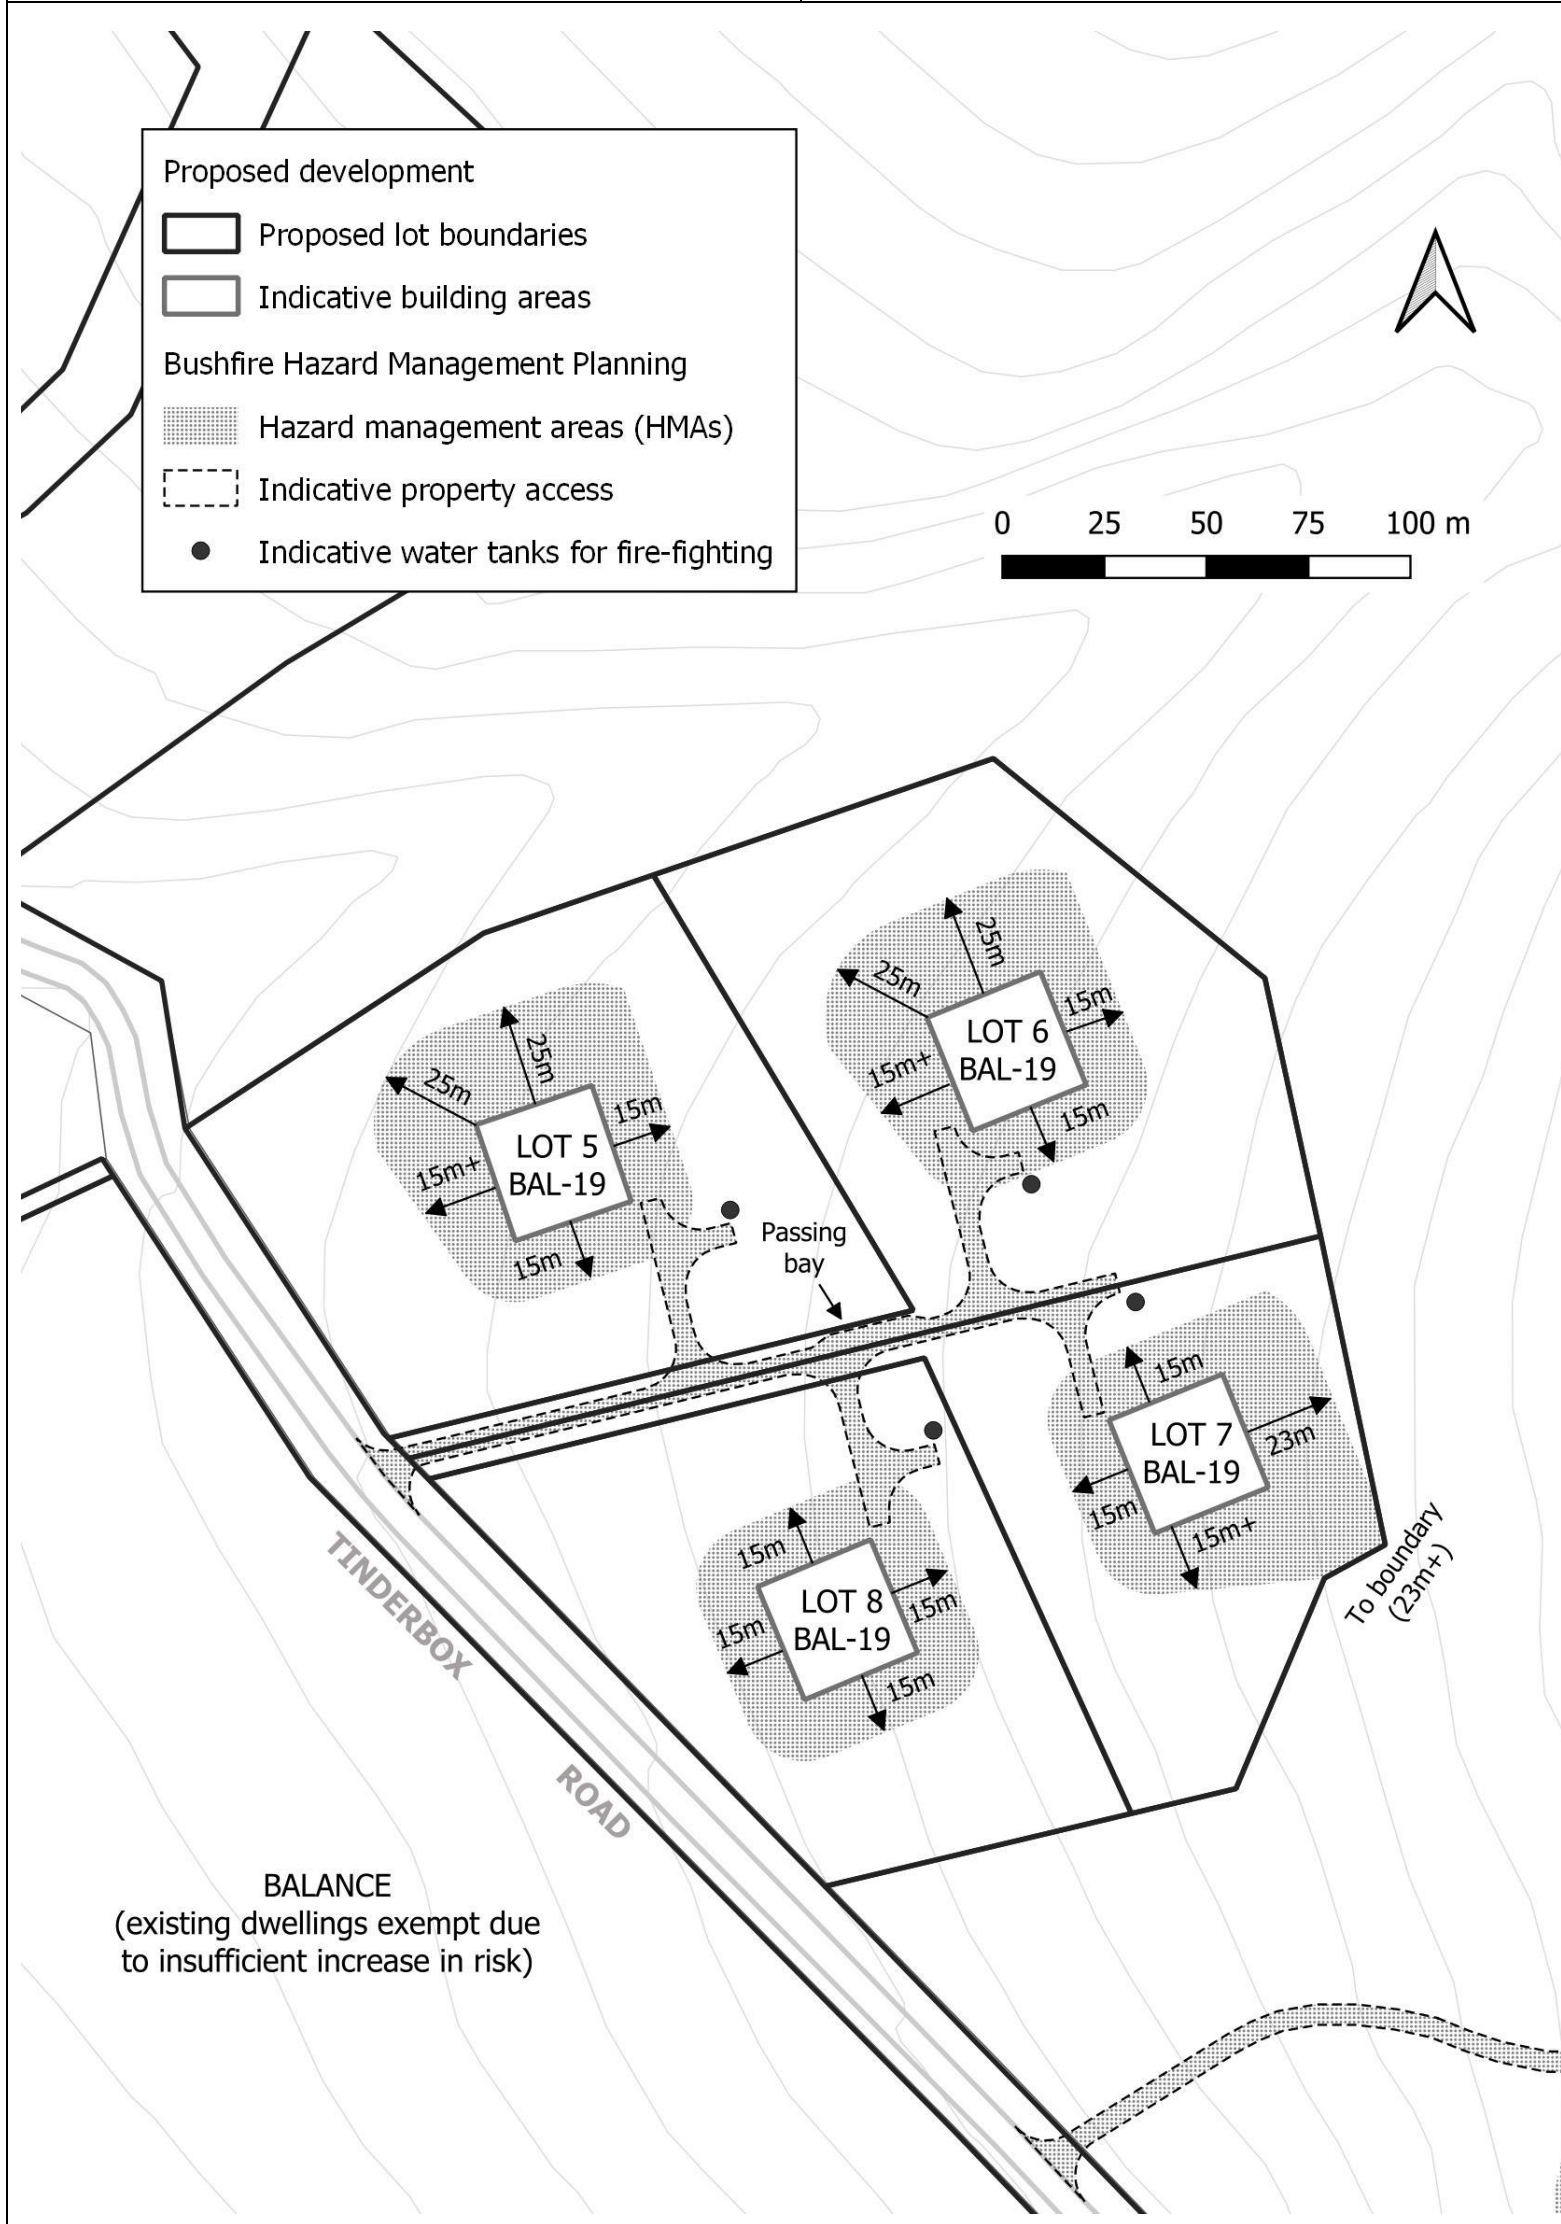 Proposed development
Proposed lot boundaries
Indicative building areas
Bushfire Hazard Management Planning
Hazard management areas (HMAs)
Indicative property access
Indicative water tanks for fire-fighting
0 25 50 75 100 m
25m
25m
15m
LOT 6
BAL-19
15m+
15m
25m
25m
15m
LOT 5
BAL-19
15m+
15m
Passing
bay
15m
LOT 7
BAL-19
23m
15m
15m+
To boundary
(23m+)
15m
LOT 8
BAL-19
15m
15m
15m
TINDERBOX
ROAD
BALANCE
(existing dwellings exempt due
to insufficient increase in risk)